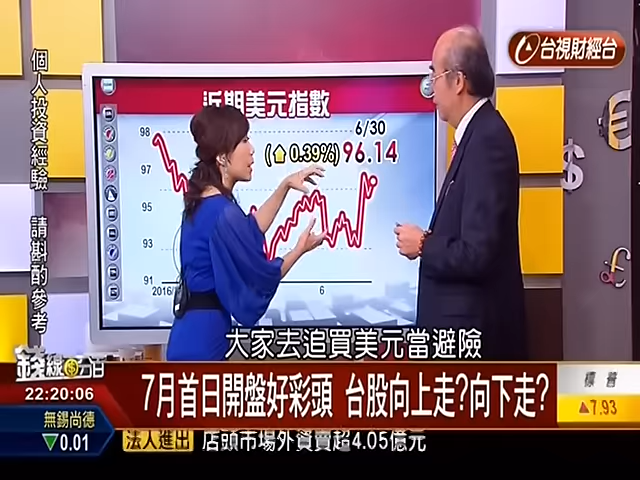 台視財經台
個人投資經驗 請斟酌參考
近期美元指數
6/30
(0.39%) 96.14
98
97
95
93
91
2016/
6
大家去追買美元當避險
錢線百分百
7月首日開盤好彩頭 台股向上走?向下走?
22:20:06
無錫尚德
▽0.01
標普
▲7.93
法人進出 店頭市場外資賣超4.05億元